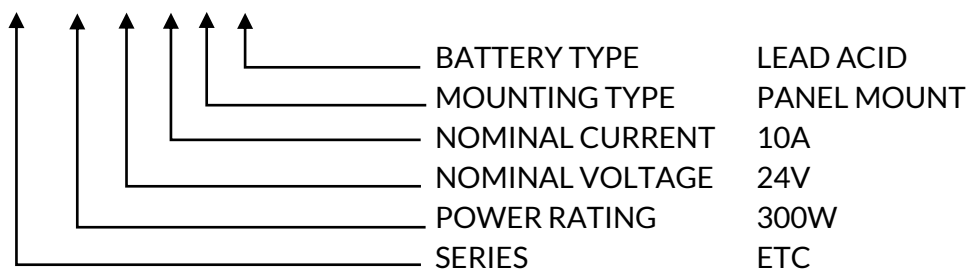 BATTERY TYPE LEAD ACID
MOUNTING TYPE PANEL MOUNT
NOMINAL CURRENT 10A
NOMINAL VOLTAGE 24V
POWER RATING 300W
SERIES ETC